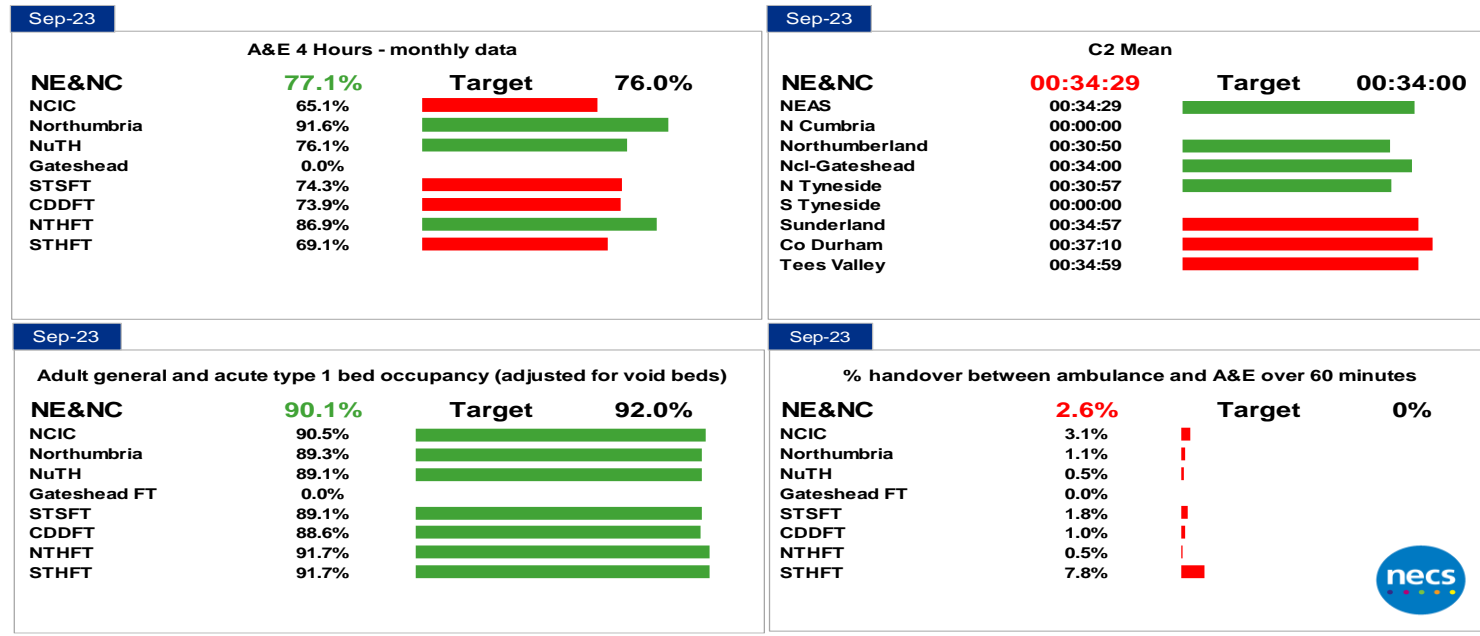 Sep-23
A&E 4 Hours - monthly data
NE&NC 77.1% Target 76.0%
NCIC 65.1%
Northumbria 91.6%
NuTH 76.1%
Gateshead 0.0%
STSFT 74.3%
CDDFT 73.9%
NTHFT 86.9%
STHFT 69.1%
Sep-23
C2 Mean
NE&NC 00:34:29 Target 00:34:00
NEAS 00:34:29
N Cumbria 00:00:00
Northumberland 00:30:50
Ncl-Gateshead 00:34:00
N Tyneside 00:30:57
S Tyneside 00:00:00
Sunderland 00:34:57
Co Durham 00:37:10
Tees Valley 00:34:59
Sep-23
Adult general and acute type 1 bed occupancy (adjusted for void beds)
NE&NC 90.1% Target 92.0%
NCIC 90.5%
Northumbria 89.3%
NuTH 89.1%
Gateshead FT 0.0%
STSFT 89.1%
CDDFT 88.6%
NTHFT 91.7%
STHFT 91.7%
Sep-23
% handover between ambulance and A&E over 60 minutes
NE&NC 2.6% Target 0%
NCIC 3.1%
Northumbria 1.1%
NuTH 0.5%
Gateshead FT 0.0%
STSFT 1.8%
CDDFT 1.0%
NTHFT 0.5%
STHFT 7.8%
necs